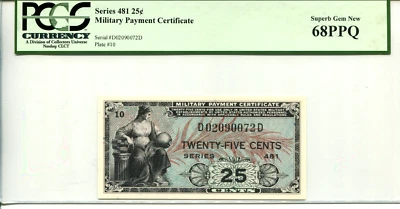 PCGS
CURRENCY
A Division of Collectors Universe
Nasdaq CLCT
Series 481 25¢
Military Payment Certificate
Serial #D02090072D
Plate #10
Superb Gem New
68PPQ
MILITARY PAYMENT CERTIFICATE
10
D02090072D
TWENTY-FIVE CENTS
SERIES 481
25
CENTS